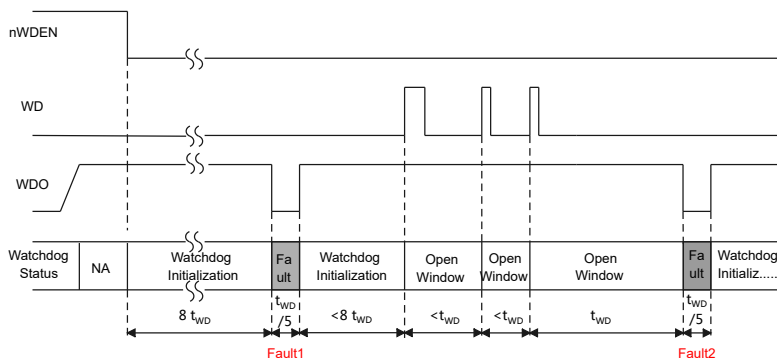 nWDEN
WD
WDO
Watchdog
Status
NA
Watchdog
Initialization
Fa
ult
Watchdog
Initialization
Open
Window
Open
Window
Open
Window
Fa
ult
Watchdog
Initializ.....
8 tWD
tWD
/5
<8 tWD
<tWD
<tWD
tWD
tWD
/5
Fault1
Fault2